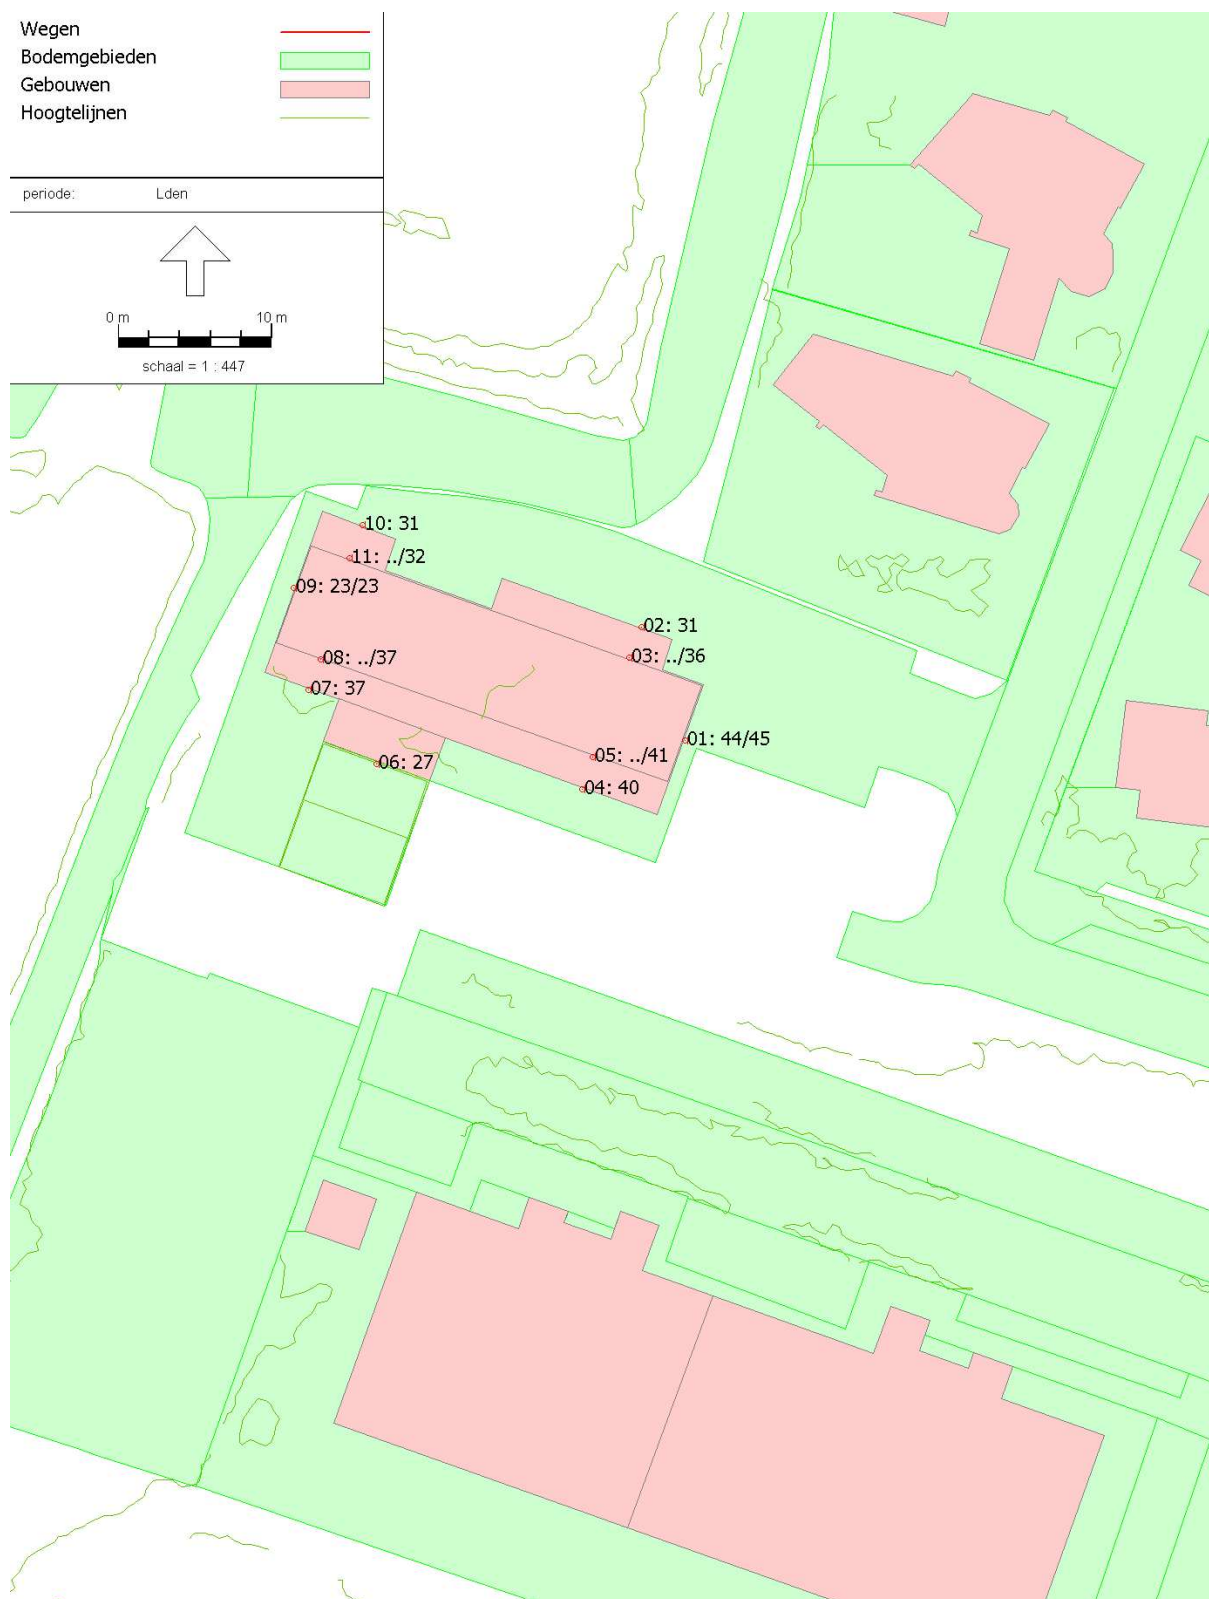 Wegen
Bodemgebieden
Gebouwen
Hoogtelijnen
periode: Lden
0 m 10 m
schaal = 1 : 447
10: 31
11: ../32
09: 23/23
02: 31
03: ../36
08: ../37
07: 37
01: 44/45
05: ../41
06: 27
04: 40